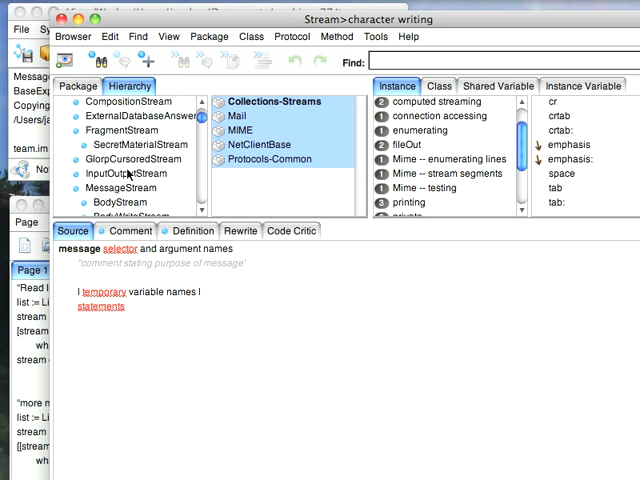 Stream>character writing
Browser Edit Find View Package Class Protocol Method Tools Help
Find:
Package Hierarchy
Instance Class Shared Variable Instance Variable
CompositionStream
ExternalDatabaseAnswer
FragmentStream
SecretMaterialStream
GlorpCursoredStream
InputOutputStream
MessageStream
BodyStream
BodyWriteStream
Collections-Streams
Mail
MIME
NetClientBase
Protocols-Common
2 computed streaming
1 connection accessing
1 enumerating
2 fileOut
1 Mime -- enumerating lines
1 Mime -- stream segments
1 Mime -- testing
3 printing
private
cr
crtab
crtab:
emphasis
emphasis:
space
tab
tab:
Source Comment Definition Rewrite Code Critic
message selector and argument names
"comment stating purpose of message"
| temporary variable names |
statements
File Sy
Message
BaseExp
Copying
/Users/ja
team.im
Not
Page
Page 1
"Read l
list := Li
stream
[stream
wh
stream
"more n
list := Li
stream
[[strean
wh